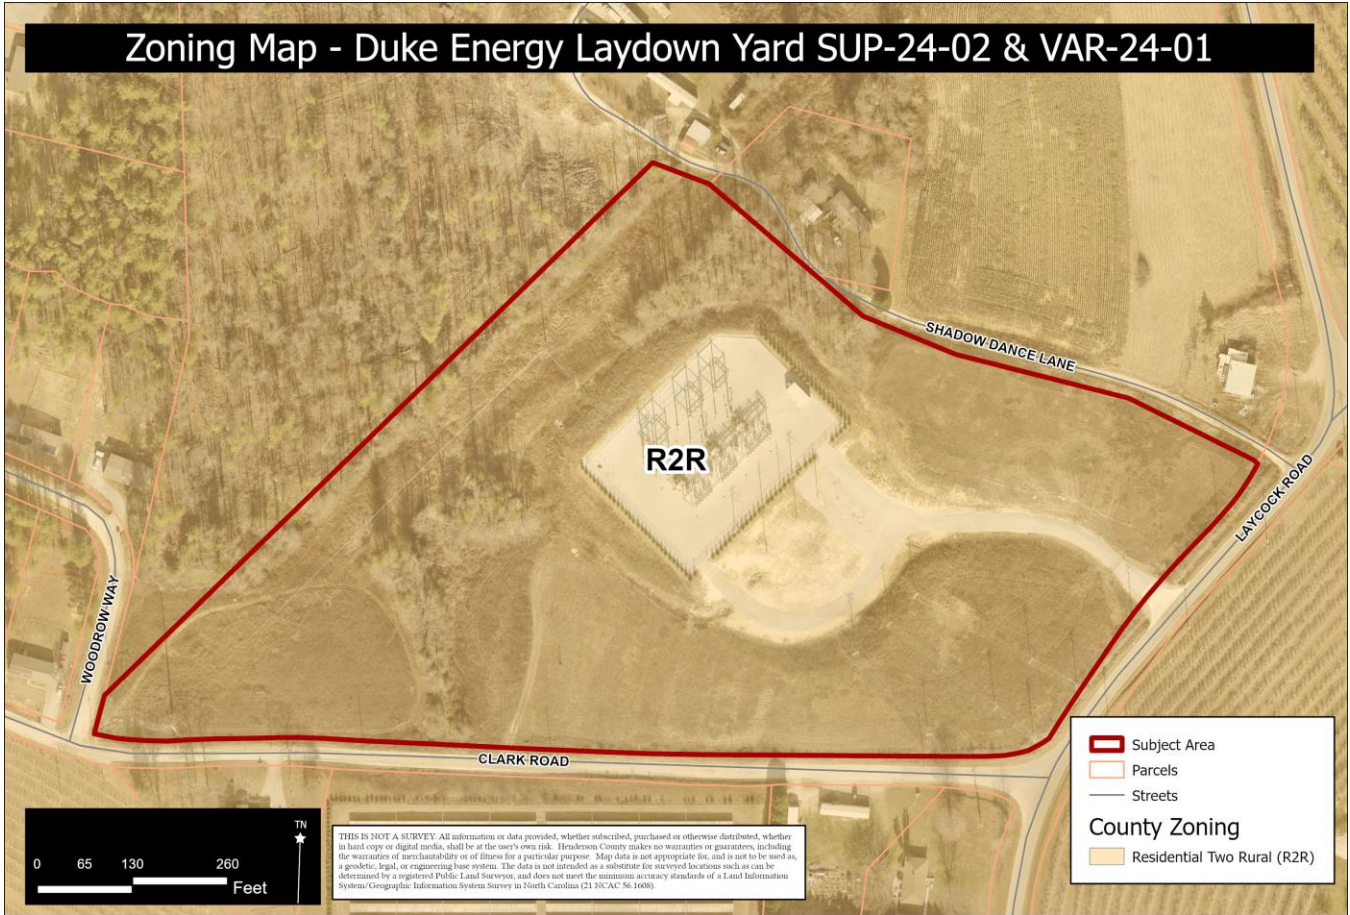 Zoning Map - Duke Energy Laydown Yard SUP-24-02 & VAR-24-01
SHADOW DANCE LANE
R2R
LAYCOCK ROAD
WOODROW WAY
CLARK ROAD
Subject Area
Parcels
Streets
County Zoning
Residential Two Rural (R2R)
TN
0 65 130 260
Feet
THIS IS NOT A SURVEY. All information or data provided, whether subscribed, purchased or otherwise distributed, whether
in hard copy or digital media, shall be at the user's own risk. Henderson County makes no warranties or guarantees, including
the warranties of merchantability or of fitness for a particular purpose. Map data is not appropriate for, and is not to be used as,
a geodetic, legal, or engineering base system. The data is not intended as a substitute for surveyed locations such as can be
determined by a registered Public Land Surveyor, and does not meet the minimum accuracy standards of a Land Information
System/Geographic Information System Survey in North Carolina (21 NCAC 56.1608).